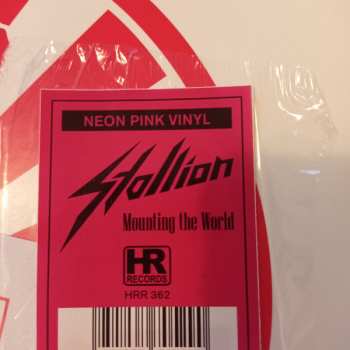 NEON PINK VINYL
Stallion
Mounting the World
HR
RECORDS
HRR 362